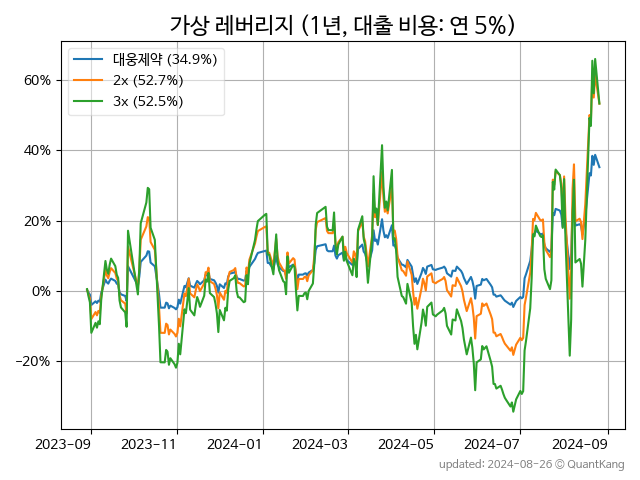 가상 레버리지 (1년, 대출 비용: 연 5%)
대웅제약 (34.9%)
2x (52.7%)
3x (52.5%)
60%
40%
20%
0%
−20%
2023-09
2023-11
2024-01
2024-03
2024-05
2024-07
2024-09
updated: 2024-08-26 © QuantKang